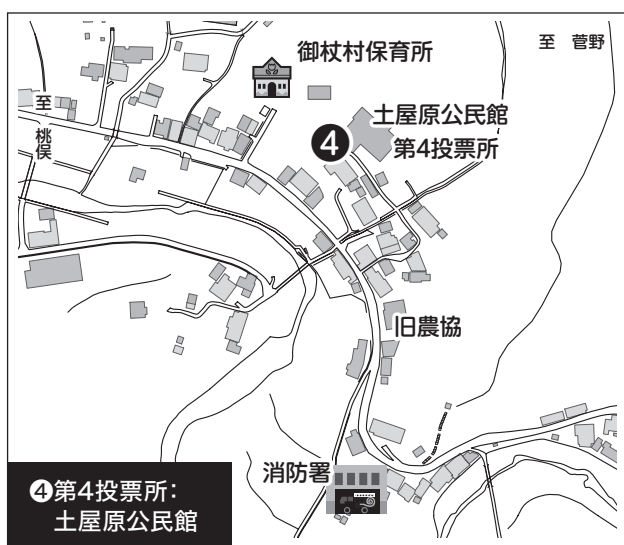 御杖村保育所
至 菅野
至
桃俣
土屋原公民館
❹
第4投票所
旧農協
消防署
❹第4投票所：
土屋原公民館